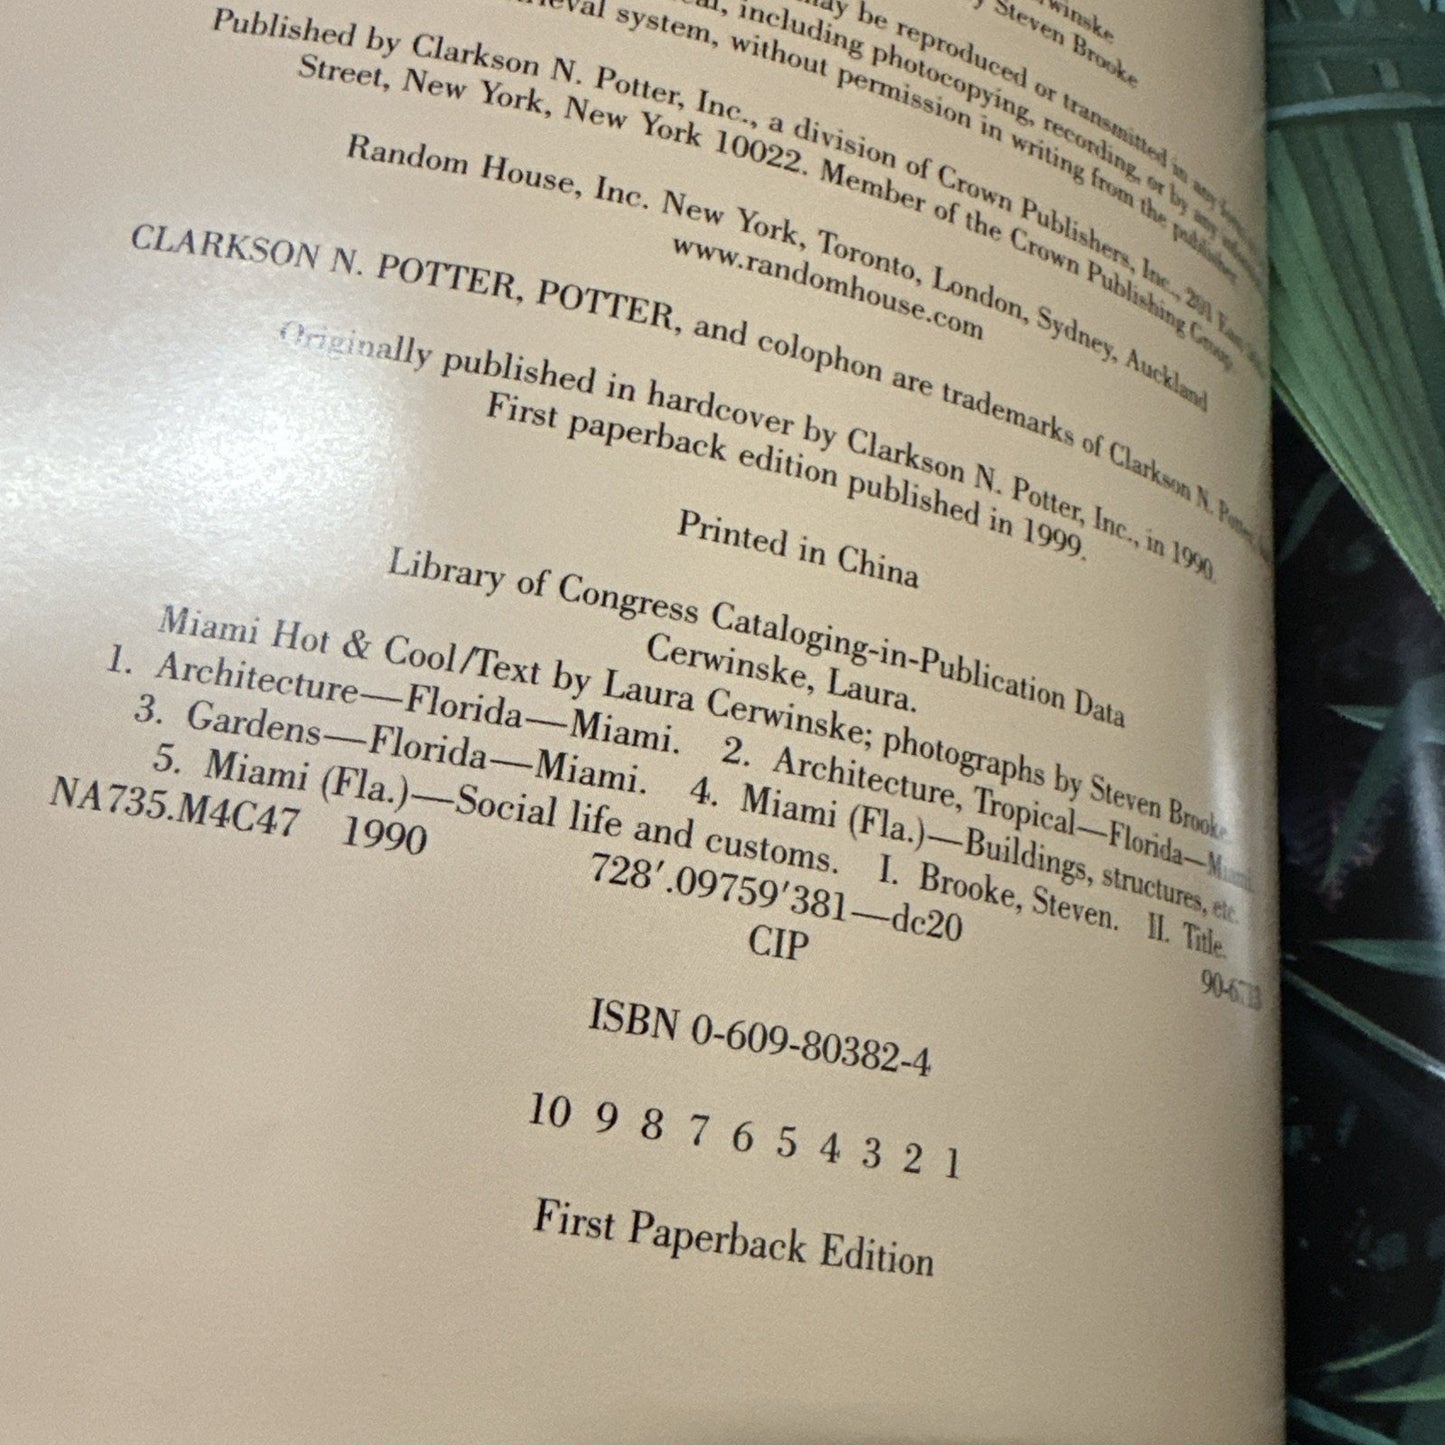 erwinske
y Steven Brooke
may be reproduced or transmitted in any
including photocopying, recording, or by any
system, without permission in writing from the publisher.
Published by Clarkson N. Potter, Inc., a division of Crown Publishers, Inc., 201 East
Street, New York, New York 10022. Member of the Crown Publishing Group.
Random House, Inc. New York, Toronto, London, Sydney, Auckland
www.randomhouse.com
CLARKSON N. POTTER, POTTER, and colophon are trademarks of Clarkson N. Potter,
Originally published in hardcover by Clarkson N. Potter, Inc., in 1990.
First paperback edition published in 1999.
Printed in China
Library of Congress Cataloging-in-Publication Data
Cerwinske, Laura.
Miami Hot & Cool/Text by Laura Cerwinske; photographs by Steven Brooke.
1. Architecture—Florida—Miami. 2. Architecture, Tropical—Florida—Miami.
3. Gardens—Florida—Miami. 4. Miami (Fla.)—Buildings, structures, etc.
5. Miami (Fla.)—Social life and customs. I. Brooke, Steven. II. Title.
NA735.M4C47 1990
728'.09759'381—dc20
CIP
ISBN 0-609-80382-4
10 9 8 7 6 5 4 3 2 1
First Paperback Edition